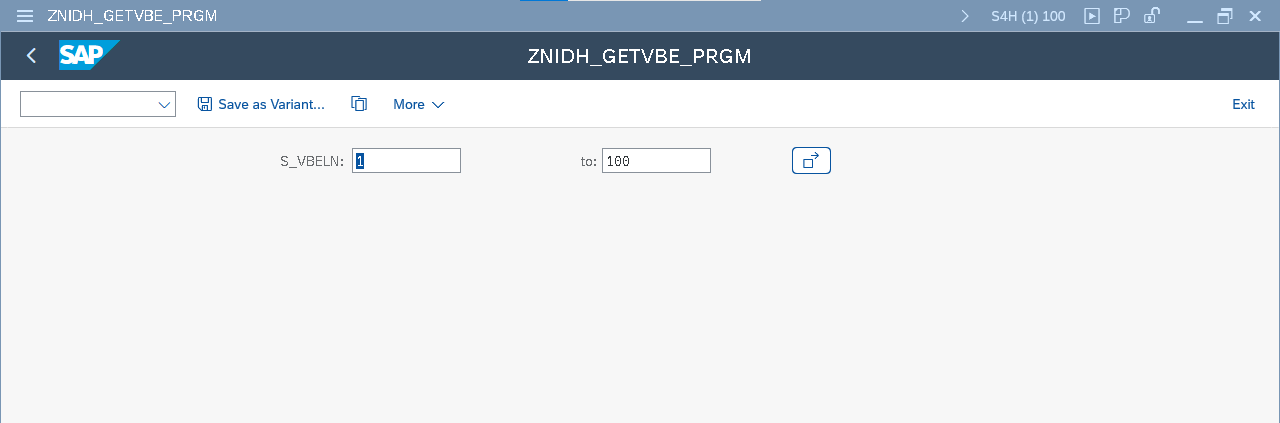 ZNIDH_GETVBE_PRGM S4H (1) 100
SAP ZNIDH_GETVBE_PRGM
Save as Variant... More Exit
S_VBELN: 1 to: 100